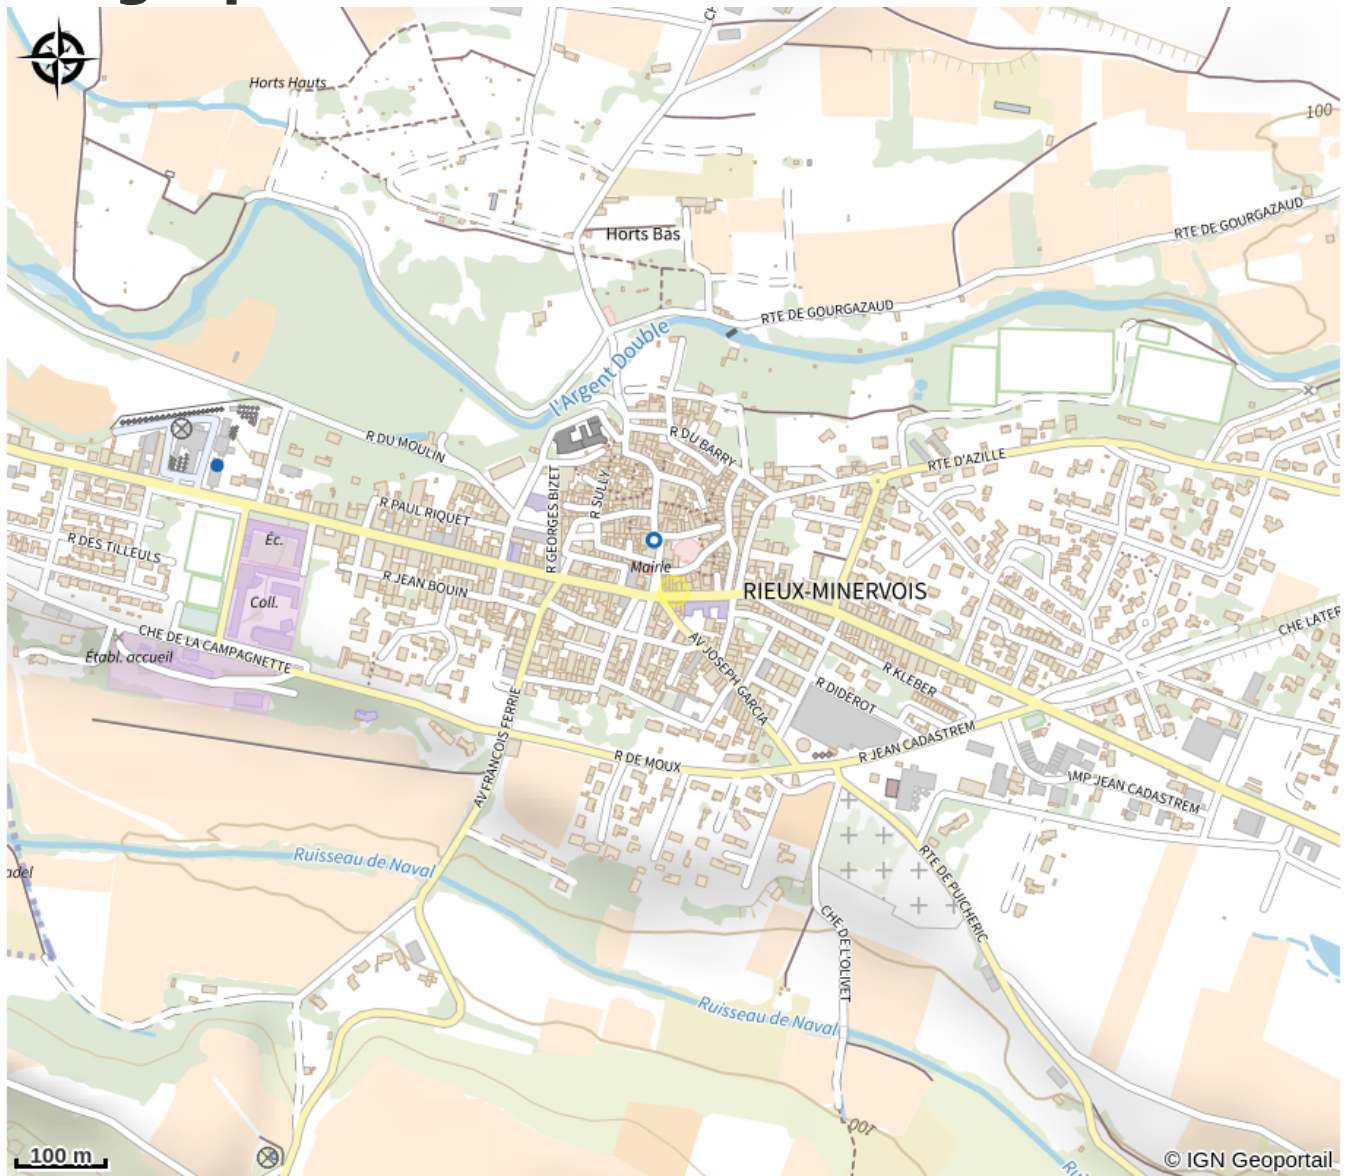 Horts Hauts
100
RTE DE GOURGAZAUD
Horts Bas
RTE DE GOURGAZAUD
l'Argent Double
R DU BARRY
R DU MOULIN
RTE D'AZILLE
R GEORGES BIZET
R SULLY
R PAUL RIQUET
R DES TILLEULS
Éc.
Mairie
R JEAN BOUIN
RIEUX-MINERVOIS
Coll.
CHE LATER
CHE DE LA CAMPAGNETTE
Établ. accueil
AV JOSEPH GARCIA
R KLEBER
R DIDEROT
AV FRANCOIS FERRIE
R JEAN CADASTREM
R DE MOUX
IMP JEAN CADASTREM
Ruisseau de Naval
adel
RTE DE PUICHERIC
CHE DE L'OLIVET
Ruisseau de Naval
100
100 m
© IGN Geoportail